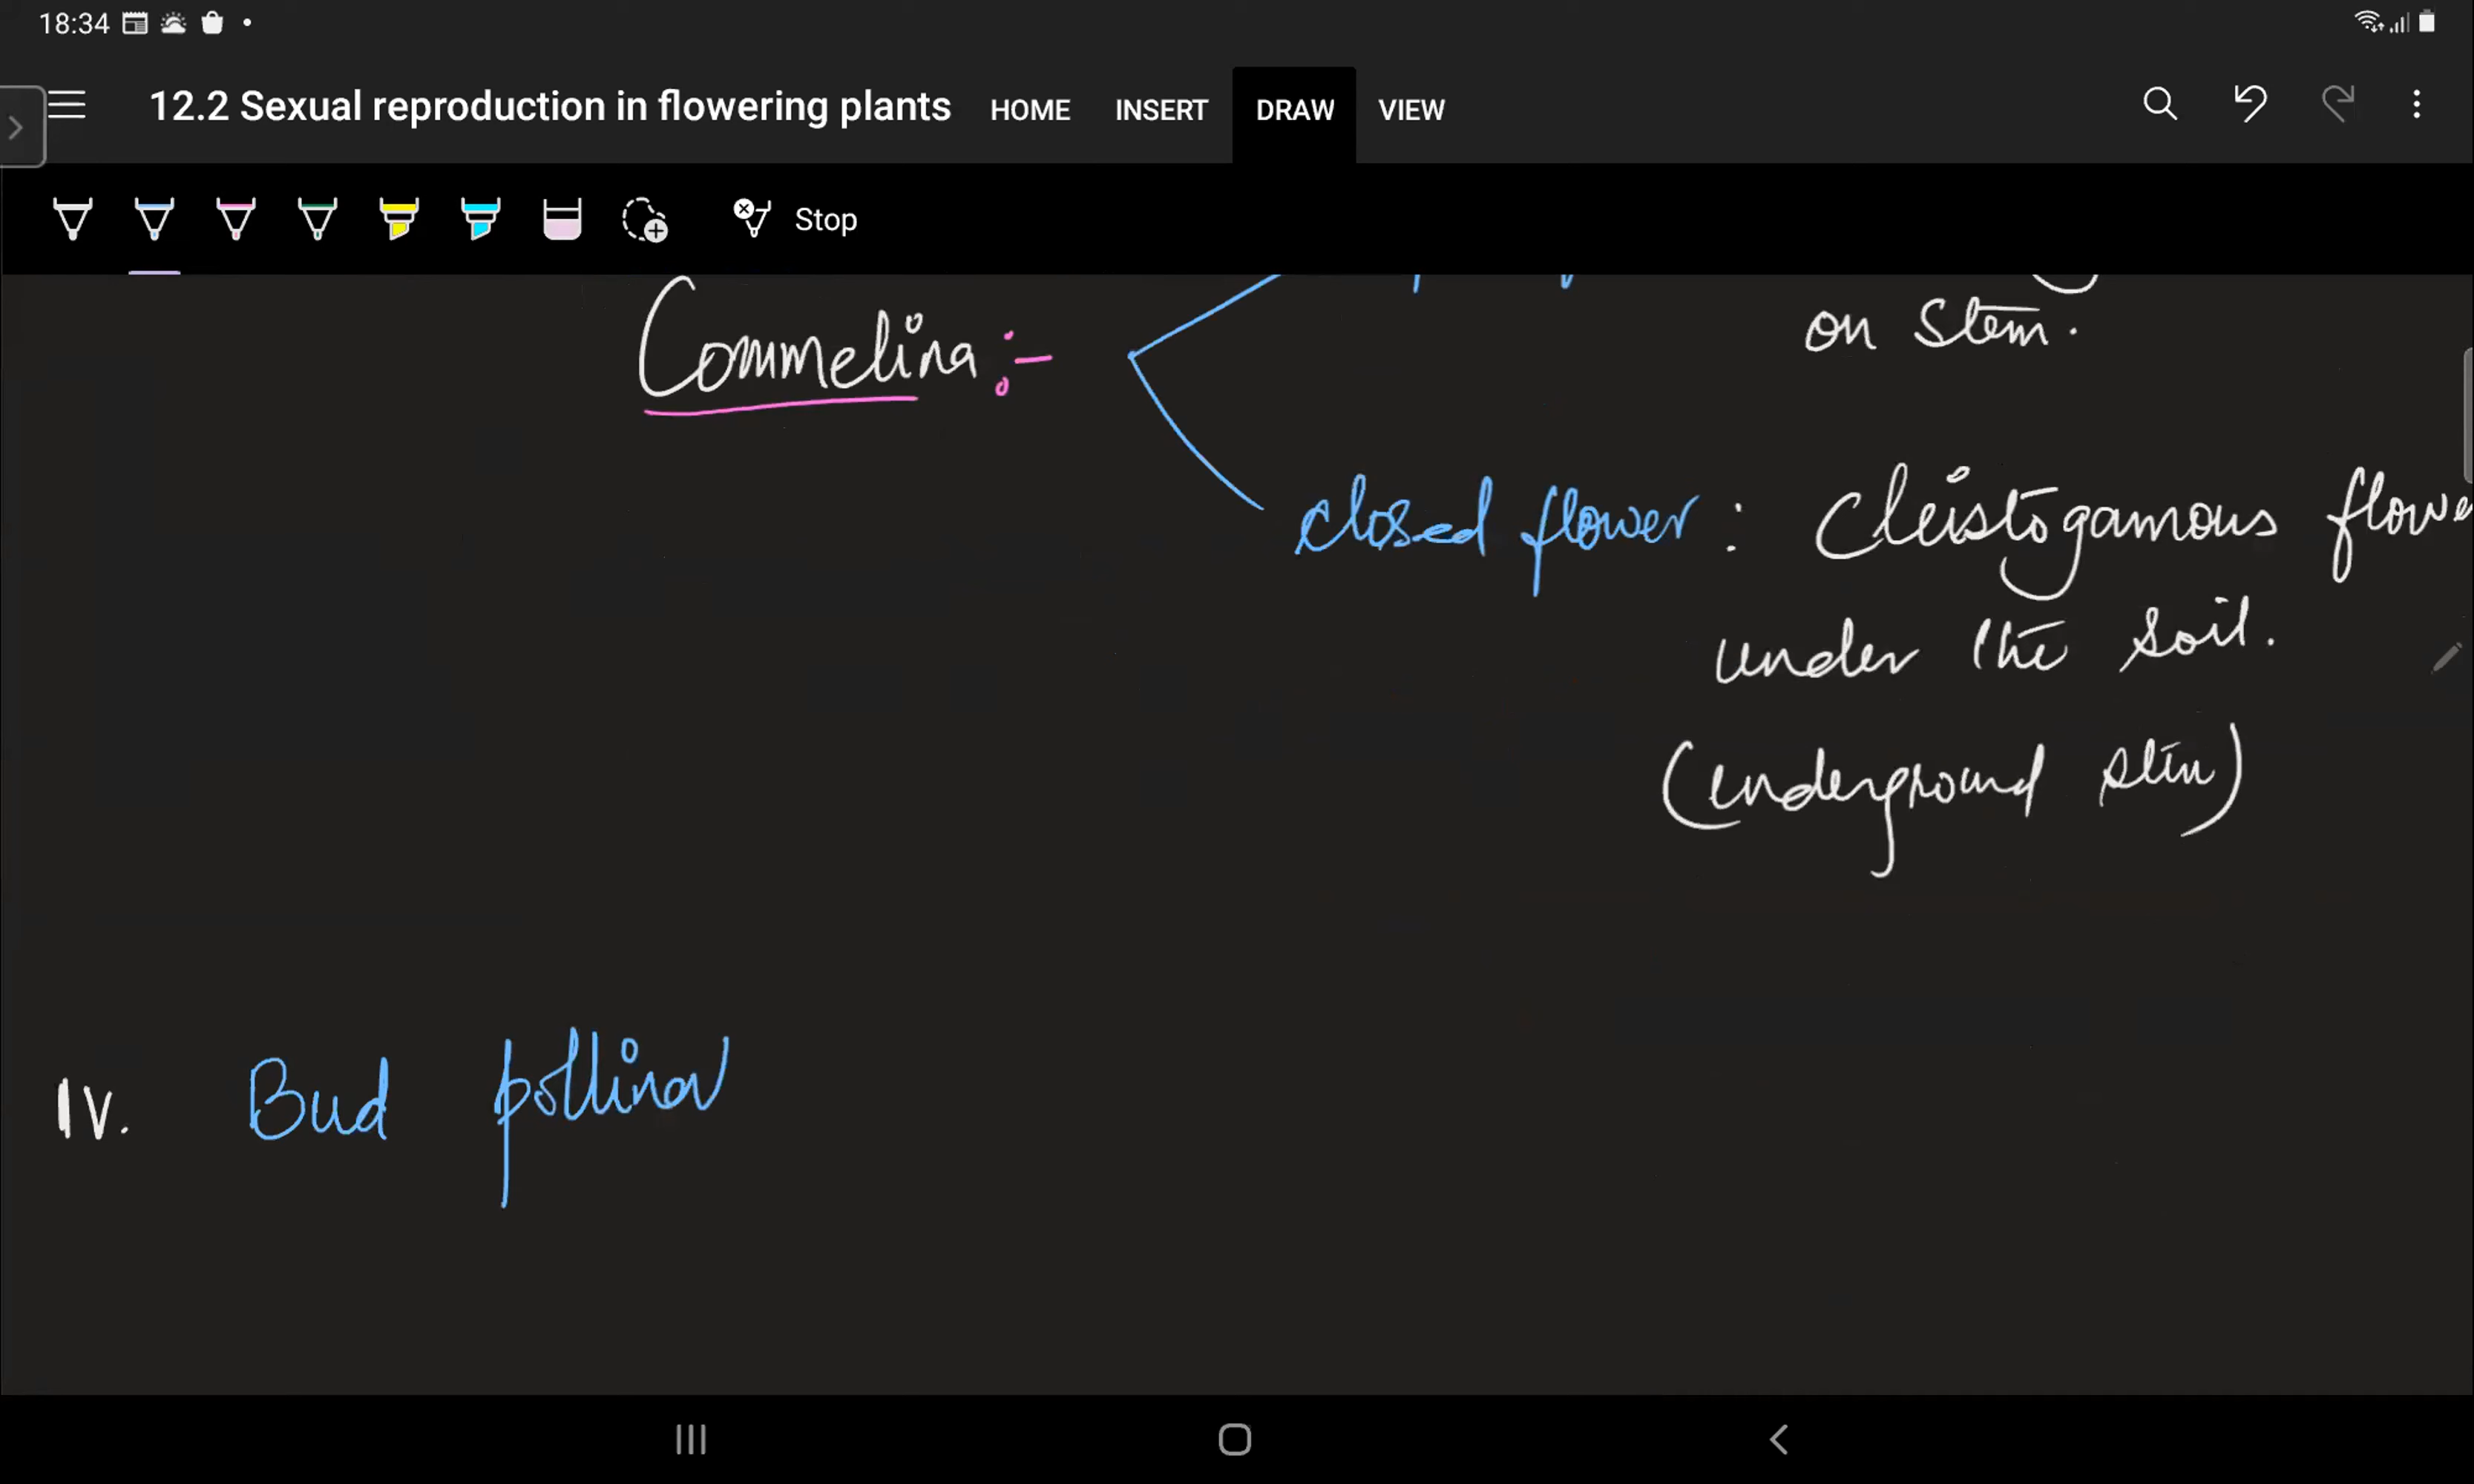 18:34
12.2 Sexual reproduction in flowering plants HOME INSERT DRAW VIEW
Stop
on Stem.
Commelina :-
Closed flower : Cleistogamous flowe
under the soil.
(underground stem)
IV. Bud pollina